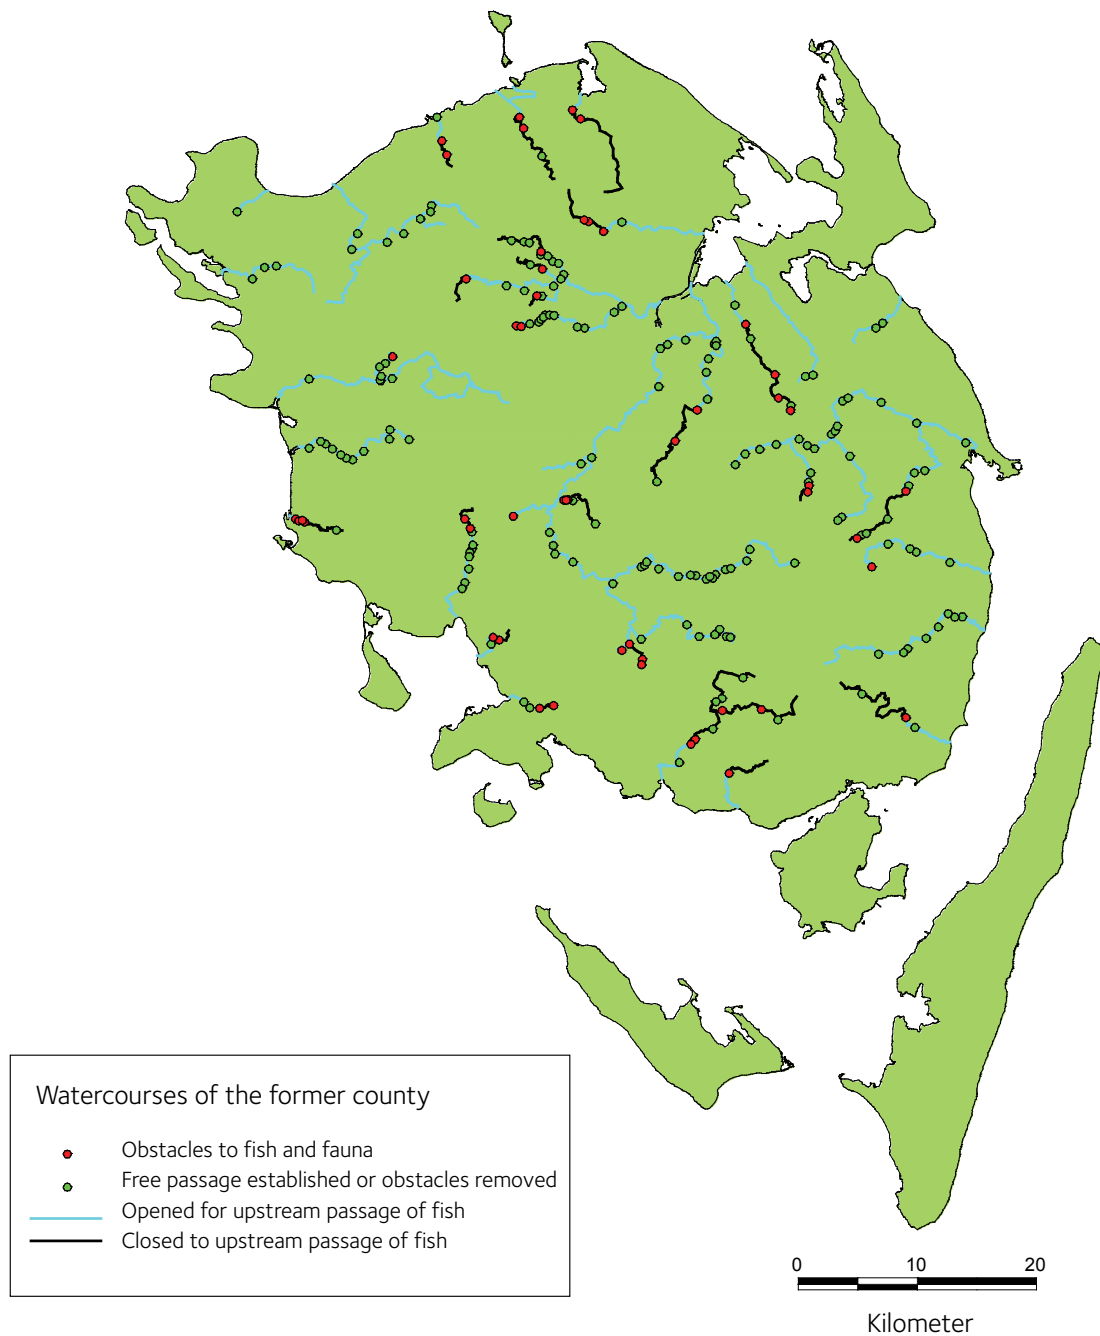 Watercourses of the former county
Obstacles to fish and fauna
Free passage established or obstacles removed
Opened for upstream passage of fish
Closed to upstream passage of fish
0 10 20
Kilometer